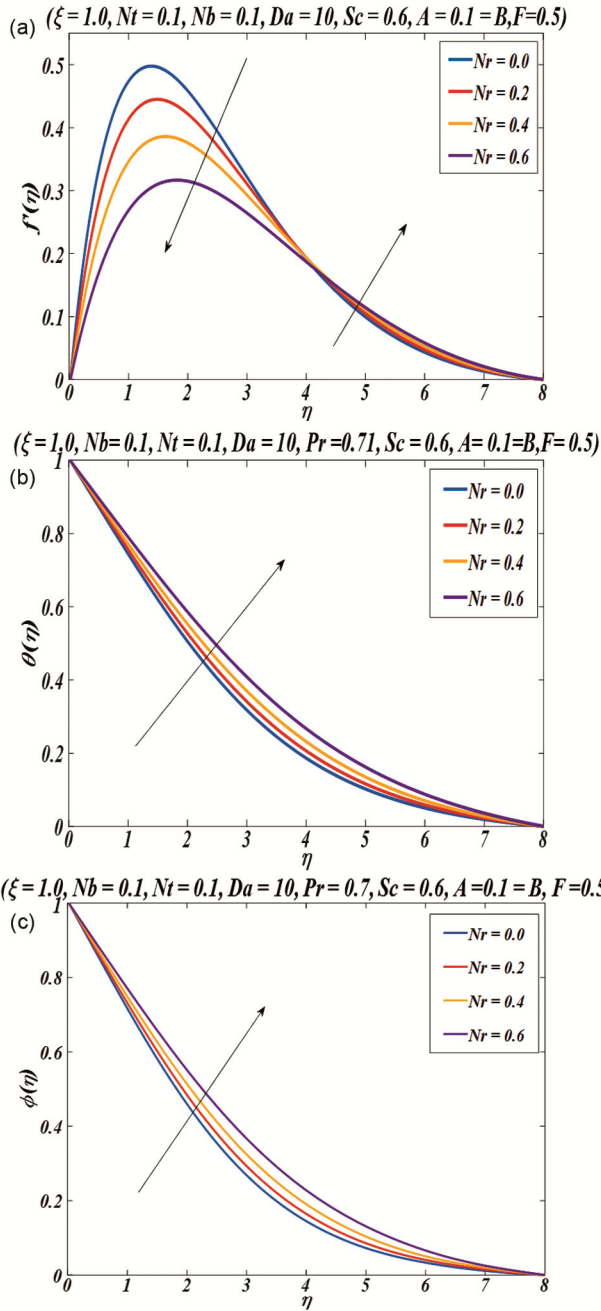 (a)
(ξ = 1.0, Nt = 0.1, Nb = 0.1, Da = 10, Sc = 0.6, A = 0.1 = B,F= 0.5)
Nr = 0.0
Nr = 0.2
Nr = 0.4
Nr = 0.6
0.5
0.4
0.3
0.2
0.1
0
f'(η)
0 1 2 3 4 5 6 7 8
η
(ξ = 1.0, Nb= 0.1, Nt = 0.1, Da = 10, Pr =0.71, Sc = 0.6, A= 0.1=B,F= 0.5)
(b)
Nr = 0.0
Nr = 0.2
Nr = 0.4
Nr = 0.6
1
0.8
0.6
0.4
0.2
0
θ(η)
0 1 2 3 4 5 6 7 8
η
(ξ = 1.0, Nb = 0.1, Nt = 0.1, Da = 10, Pr = 0.7, Sc = 0.6, A =0.1 = B, F =0.5
(c)
Nr = 0.0
Nr = 0.2
Nr = 0.4
Nr = 0.6
1
0.8
0.6
0.4
0.2
0
ϕ(η)
0 1 2 3 4 5 6 7 8
η